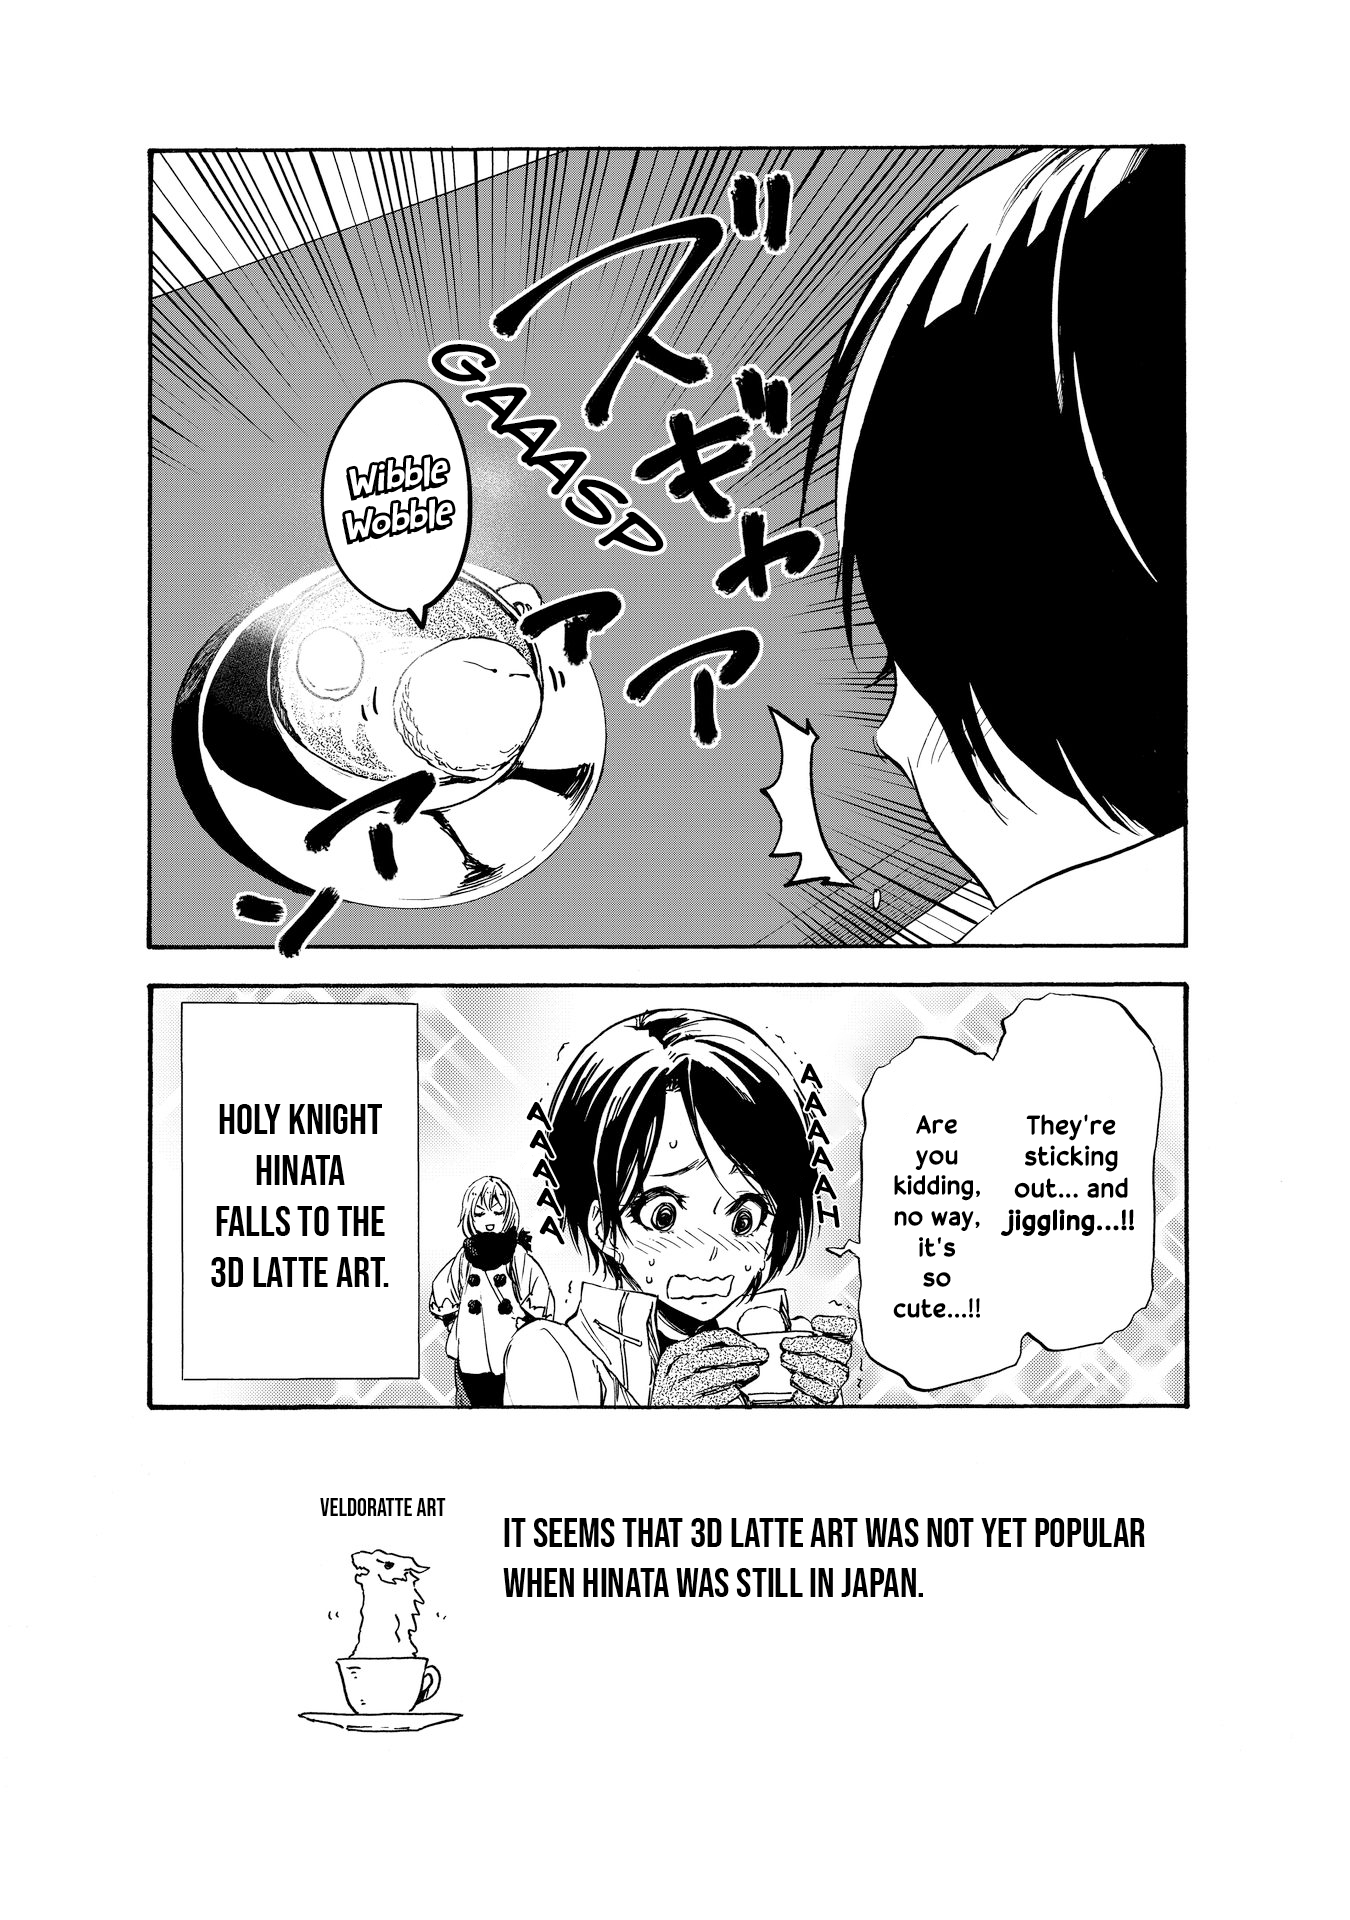 ズギャアアアン
GAAASP
Wibble
Wobble
They're
sticking
out... and
jiggling...!!
Are
you
kidding,
no way,
it's
so
cute...!!
AAAAAH
AAAAA
HOLY KNIGHT
HINATA
FALLS TO THE
3D LATTE ART.
VELDORATTE ART
IT SEEMS THAT 3D LATTE ART WAS NOT YET POPULAR
WHEN HINATA WAS STILL IN JAPAN.